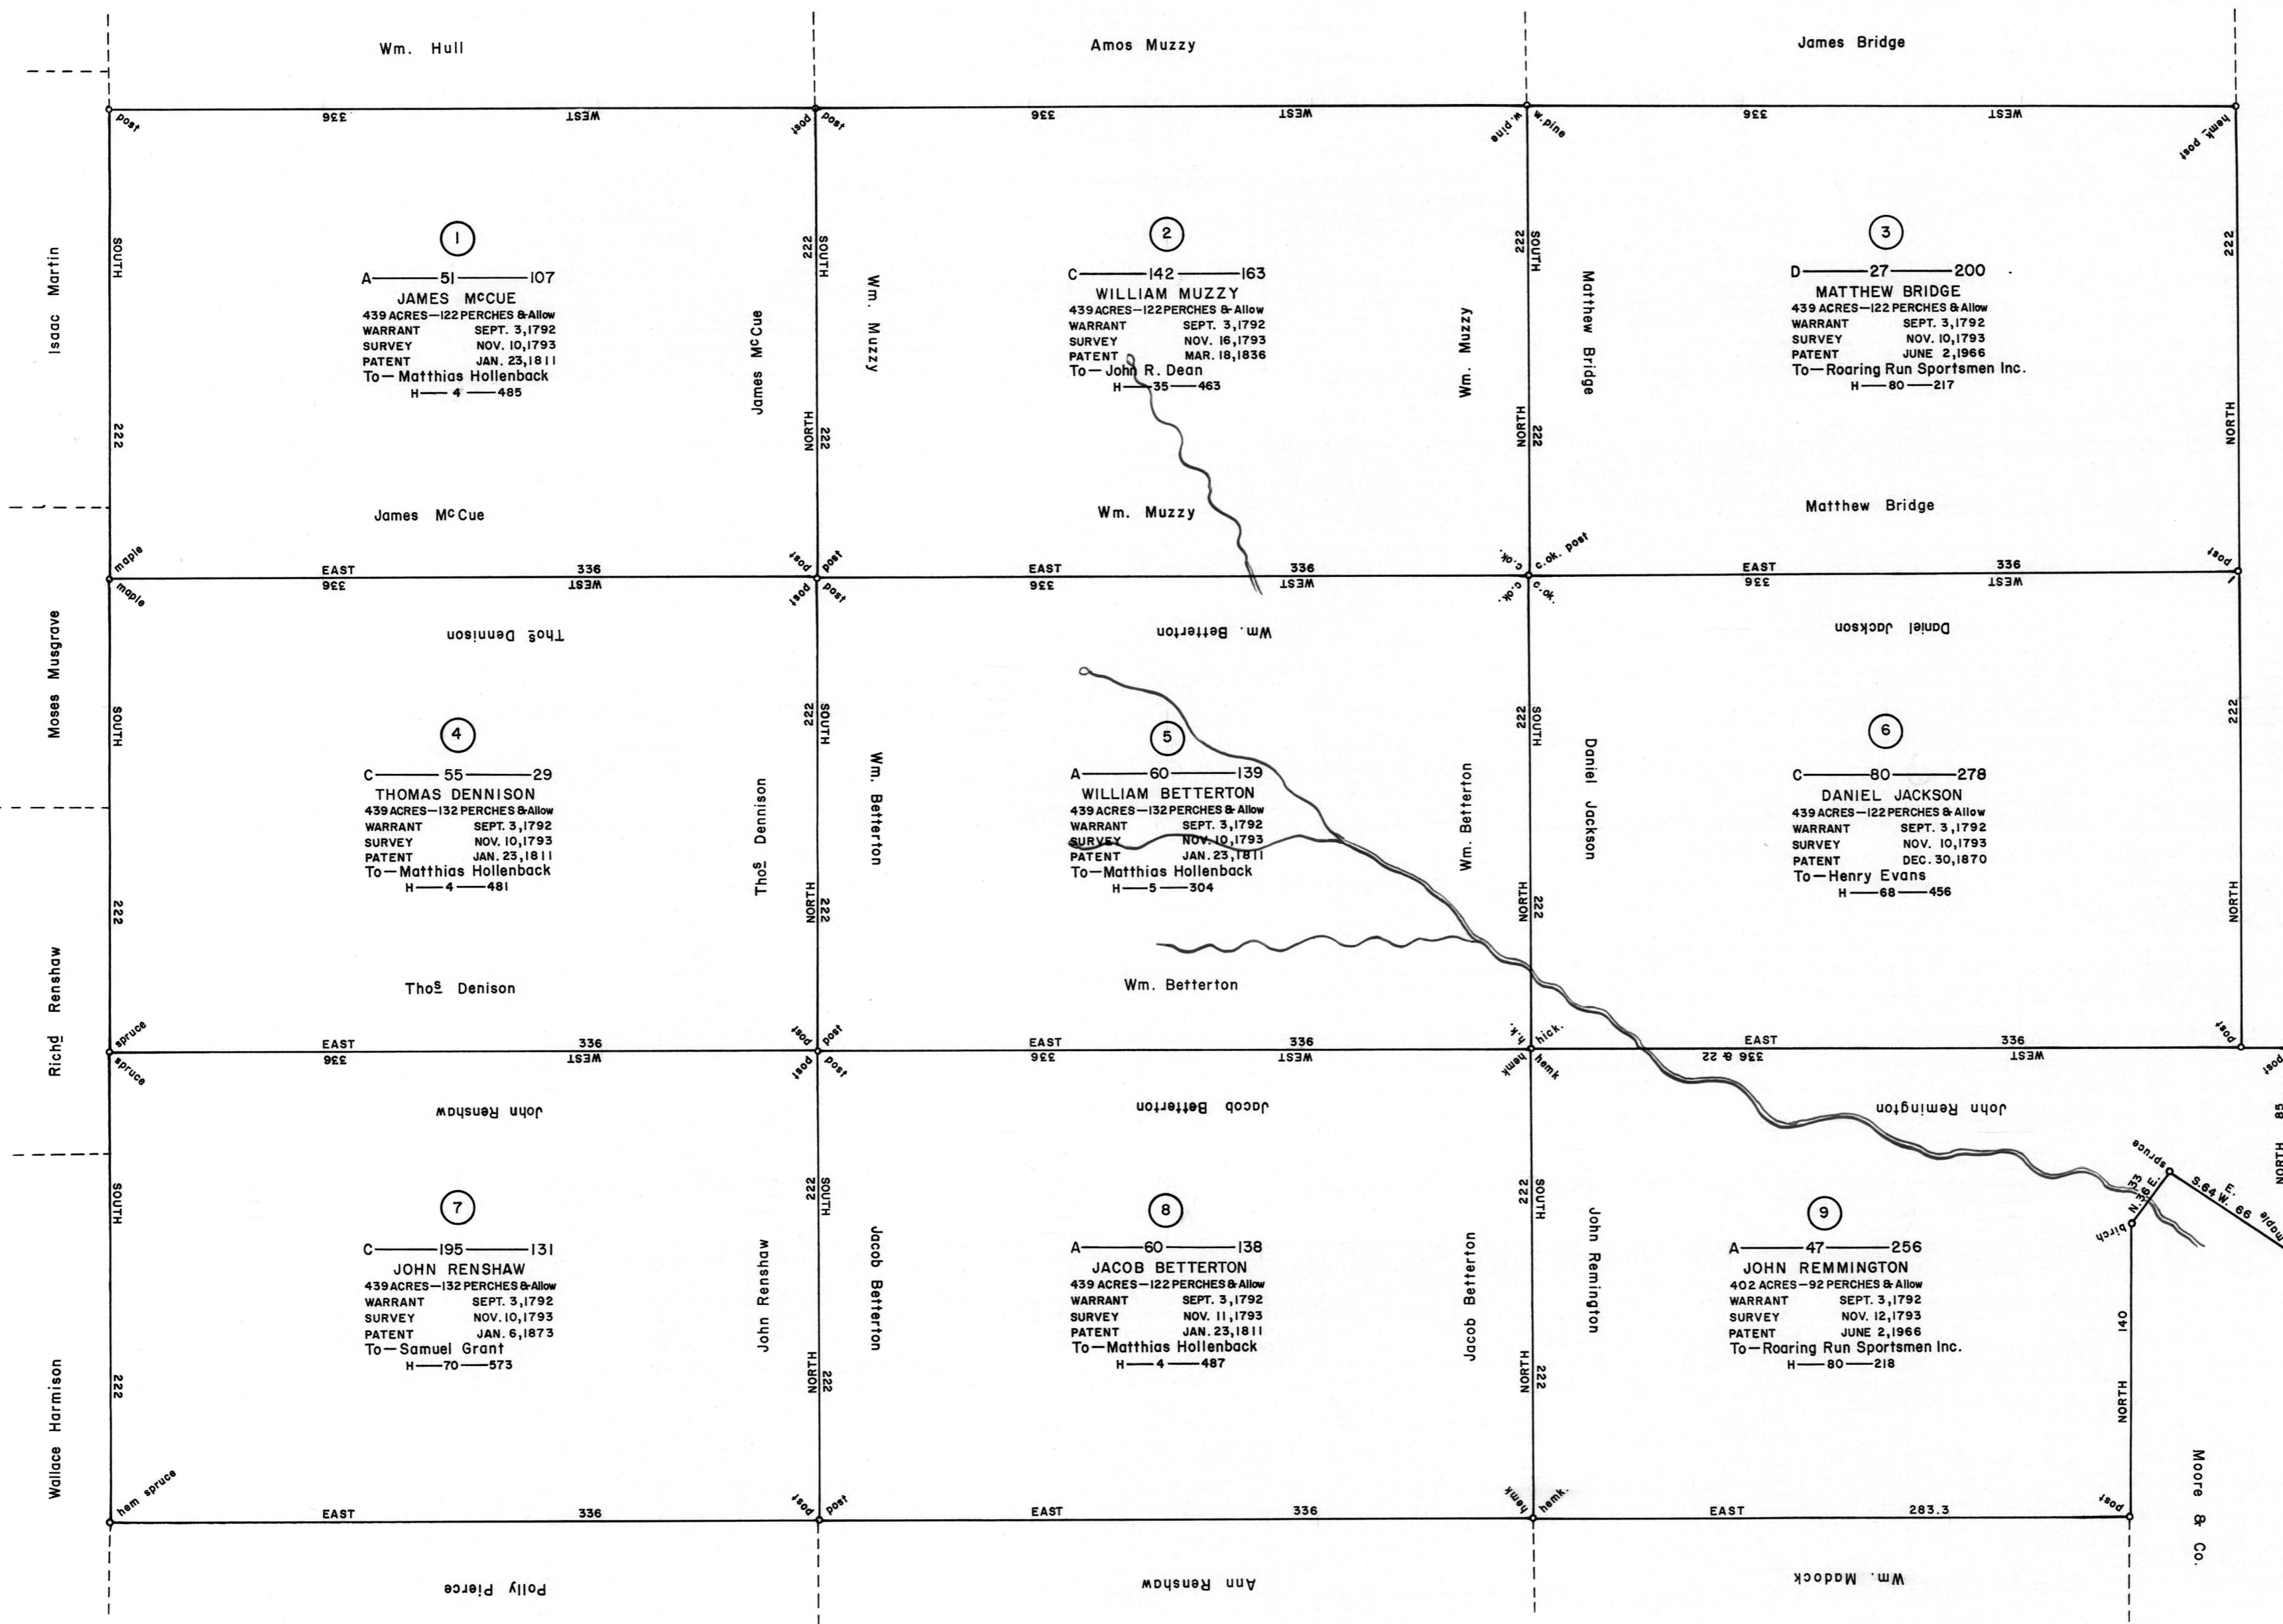 Wm. Hull
Amos Muzzy
James Bridge
336 WEST
336 WEST
336 WEST
post
post
post
w.pine
w.pine
hemk post
Isaac Martin
SOUTH
222
1
A 51 107
JAMES McCUE
439 ACRES—122 PERCHES & Allow
WARRANT SEPT. 3, 1792
SURVEY NOV. 10, 1793
PATENT JAN. 23, 1811
To—Matthias Hollenback
H—4—485
James McCue
222
NORTH
SOUTH
222
Wm. Muzzy
2
C 142 163
WILLIAM MUZZY
439 ACRES—122 PERCHES & Allow
WARRANT SEPT. 3, 1792
SURVEY NOV. 16, 1793
PATENT MAR. 18, 1836
To—John R. Dean
H—35—463
Wm. Muzzy
222
NORTH
SOUTH
222
Matthew Bridge
3
D 27 200
MATTHEW BRIDGE
439 ACRES—122 PERCHES & Allow
WARRANT SEPT. 3, 1792
SURVEY NOV. 10, 1793
PATENT JUNE 2, 1966
To—Roaring Run Sportsmen Inc.
H—80—217
222
NORTH
James McCue
Wm. Muzzy
Matthew Bridge
maple
post
post
c.ok.
c.ok. post
post
EAST 336
EAST 336
EAST 336
336 WEST
336 WEST
336 WEST
maple
post
post
c.ok.
c.ok.
Thos Dennison
Wm. Betterton
Daniel Jackson
Moses Musgrave
SOUTH
222
4
C 55 29
THOMAS DENNISON
439 ACRES—132 PERCHES & Allow
WARRANT SEPT. 3, 1792
SURVEY NOV. 10, 1793
PATENT JAN. 23, 1811
To—Matthias Hollenback
H—4—481
Thos Dennison
222
NORTH
SOUTH
222
Wm. Betterton
5
A 60 139
WILLIAM BETTERTON
439 ACRES—132 PERCHES & Allow
WARRANT SEPT. 3, 1792
SURVEY NOV. 10, 1793
PATENT JAN. 23, 1811
To—Matthias Hollenback
H—5—304
Wm. Betterton
222
NORTH
SOUTH
222
Daniel Jackson
6
C 80 278
DANIEL JACKSON
439 ACRES—122 PERCHES & Allow
WARRANT SEPT. 3, 1792
SURVEY NOV. 10, 1793
PATENT DEC. 30, 1870
To—Henry Evans
H—68—456
222
NORTH
Richd Renshaw
Thos Denison
Wm. Betterton
spruce
post
post
h.k.
hick.
post
EAST 336
EAST 336
EAST 336
336 WEST
336 WEST
336 & 22 WEST
spruce
post
post
hemk
hemk
post
John Renshaw
Jacob Betterton
John Remington
NORTH 85
spruce
33
N. 36 E.
E.
S. 64 W. 66
maple
birch
Wallace Harmison
SOUTH
222
7
C 195 131
JOHN RENSHAW
439 ACRES—132 PERCHES & Allow
WARRANT SEPT. 3, 1792
SURVEY NOV. 10, 1793
PATENT JAN. 6, 1873
To—Samuel Grant
H—70—573
John Renshaw
222
NORTH
SOUTH
222
Jacob Betterton
8
A 60 138
JACOB BETTERTON
439 ACRES—122 PERCHES & Allow
WARRANT SEPT. 3, 1792
SURVEY NOV. 11, 1793
PATENT JAN. 23, 1811
To—Matthias Hollenback
H—4—487
Jacob Betterton
222
NORTH
SOUTH
222
John Remington
9
A 47 256
JOHN REMMINGTON
402 ACRES—92 PERCHES & Allow
WARRANT SEPT. 3, 1792
SURVEY NOV. 12, 1793
PATENT JUNE 2, 1966
To—Roaring Run Sportsmen Inc.
H—80—218
140
NORTH
Moore & Co.
hem spruce
post
post
hemk
hemk.
post
EAST 336
EAST 336
EAST 283.3
Polly Pierce
Ann Renshaw
Wm. Madock